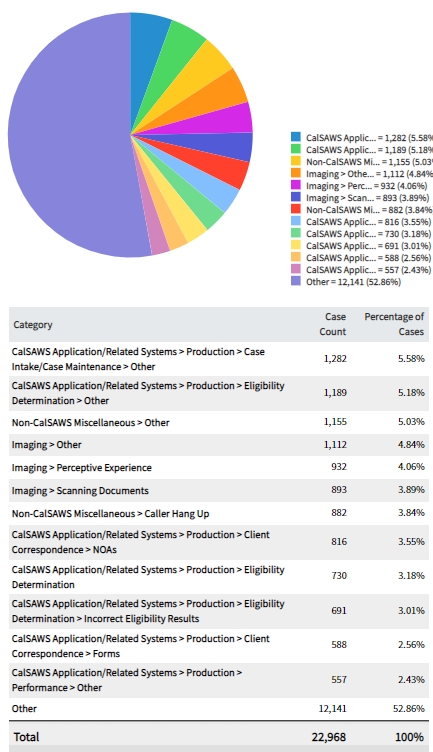 CalSAWS Applic... = 1,282 (5.58%
CalSAWS Applic... = 1,189 (5.18%
Non-CalSAWS Mi... = 1,155 (5.03%
Imaging > Othe... = 1,112 (4.84%
Imaging > Perc... = 932 (4.06%)
Imaging > Scan... = 893 (3.89%)
Non-CalSAWS Mi... = 882 (3.84%
CalSAWS Applic... = 816 (3.55%)
CalSAWS Applic... = 730 (3.18%)
CalSAWS Applic... = 691 (3.01%)
CalSAWS Applic... = 588 (2.56%)
CalSAWS Applic... = 557 (2.43%)
Other = 12,141 (52.86%)
Category Case Count Percentage of Cases
CalSAWS Application/Related Systems > Production > Case
Intake/Case Maintenance > Other 1,282 5.58%
CalSAWS Application/Related Systems > Production > Eligibility
Determination > Other 1,189 5.18%
Non-CalSAWS Miscellaneous > Other 1,155 5.03%
Imaging > Other 1,112 4.84%
Imaging > Perceptive Experience 932 4.06%
Imaging > Scanning Documents 893 3.89%
Non-CalSAWS Miscellaneous > Caller Hang Up 882 3.84%
CalSAWS Application/Related Systems > Production > Client
Correspondence > NOAs 816 3.55%
CalSAWS Application/Related Systems > Production > Eligibility
Determination 730 3.18%
CalSAWS Application/Related Systems > Production > Eligibility
Determination > Incorrect Eligibility Results 691 3.01%
CalSAWS Application/Related Systems > Production > Client
Correspondence > Forms 588 2.56%
CalSAWS Application/Related Systems > Production >
Performance > Other 557 2.43%
Other 12,141 52.86%
Total 22,968 100%